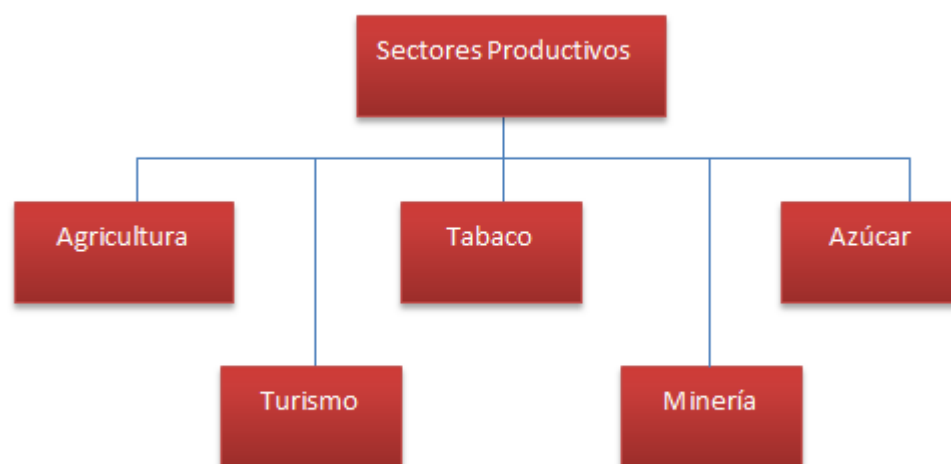 Sectores Productivos
Agricultura
Tabaco
Azúcar
Turismo
Minería